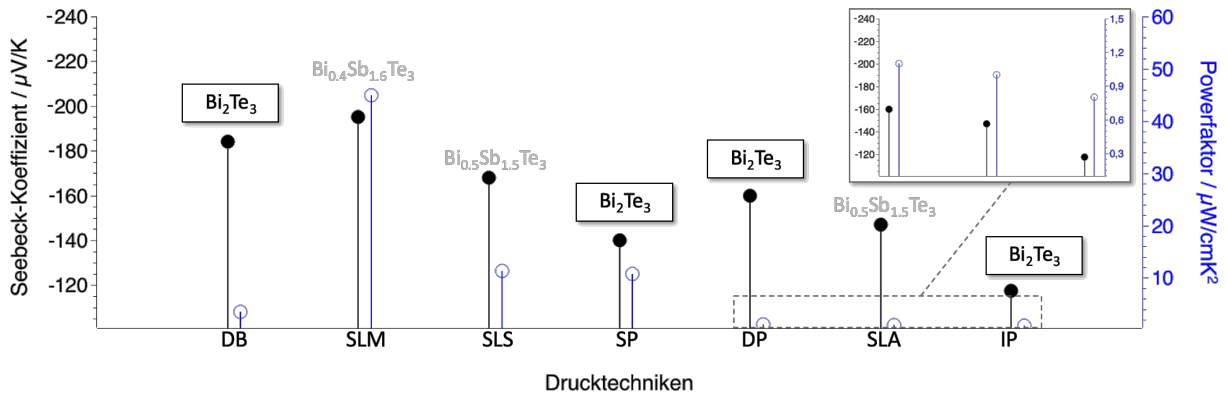 Seebeck-Koeffizient / µV/K
-240
-220
-200
-180
-160
-140
-120
Bi₂Te₃
Bi₀.₄Sb₁.₆Te₃
Bi₀.₅Sb₁.₅Te₃
Bi₂Te₃
Bi₂Te₃
Bi₀.₅Sb₁.₅Te₃
Bi₂Te₃
-240
-220
-200
-180
-160
-140
-120
1,5
1,2
0,9
0,6
0,3
60
50
40
30
20
10
Powerfaktor / µW/cmK²
DB SLM SLS SP DP SLA IP
Drucktechniken